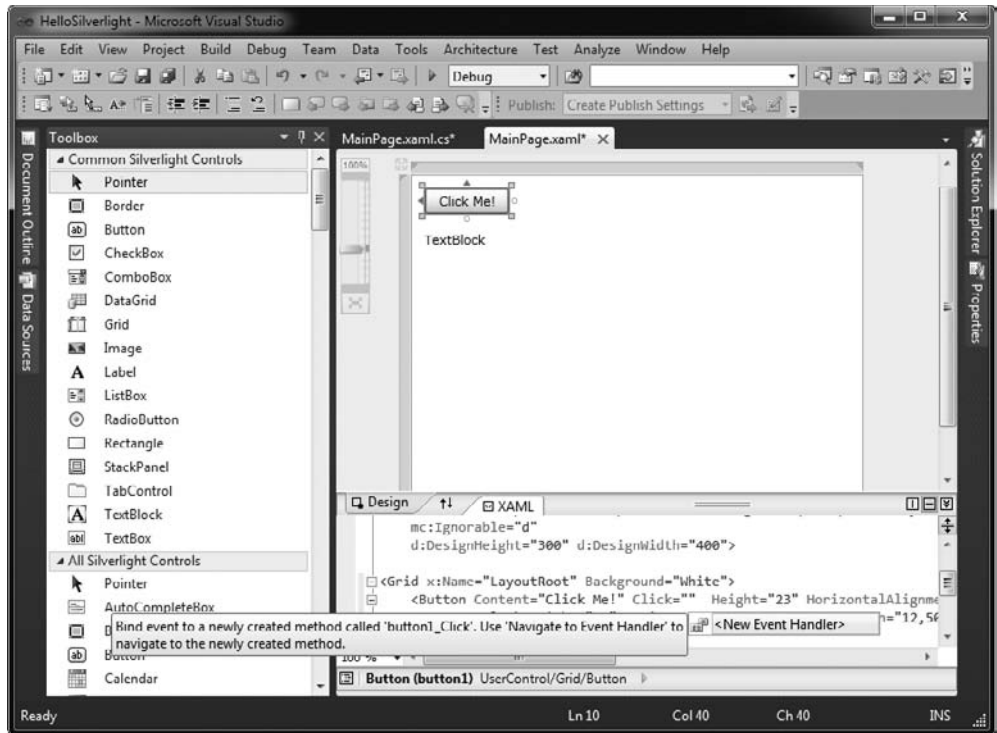 HelloSilverlight - Microsoft Visual Studio
File Edit View Project Build Debug Team Data Tools Architecture Test Analyze Window Help
Debug
Publish: Create Publish Settings
Document Outline
Data Sources
Toolbox
Common Silverlight Controls
Pointer
Border
Button
CheckBox
ComboBox
DataGrid
Grid
Image
Label
ListBox
RadioButton
Rectangle
StackPanel
TabControl
TextBlock
TextBox
All Silverlight Controls
Pointer
AutoCompleteBox
Button
Calendar
MainPage.xaml.cs* MainPage.xaml*
100%
Click Me!
TextBlock
Design XAML
mc:Ignorable="d"
d:DesignHeight="300" d:DesignWidth="400">
<Grid x:Name="LayoutRoot" Background="White">
<Button Content="Click Me!" Click="" Height="23" HorizontalAlignme
="12,50
Bind event to a newly created method called 'button1_Click'. Use 'Navigate to Event Handler' to
navigate to the newly created method.
<New Event Handler>
100 %
Button (button1) UserControl/Grid/Button
Solution Explorer
Properties
Ready Ln 10 Col 40 Ch 40 INS